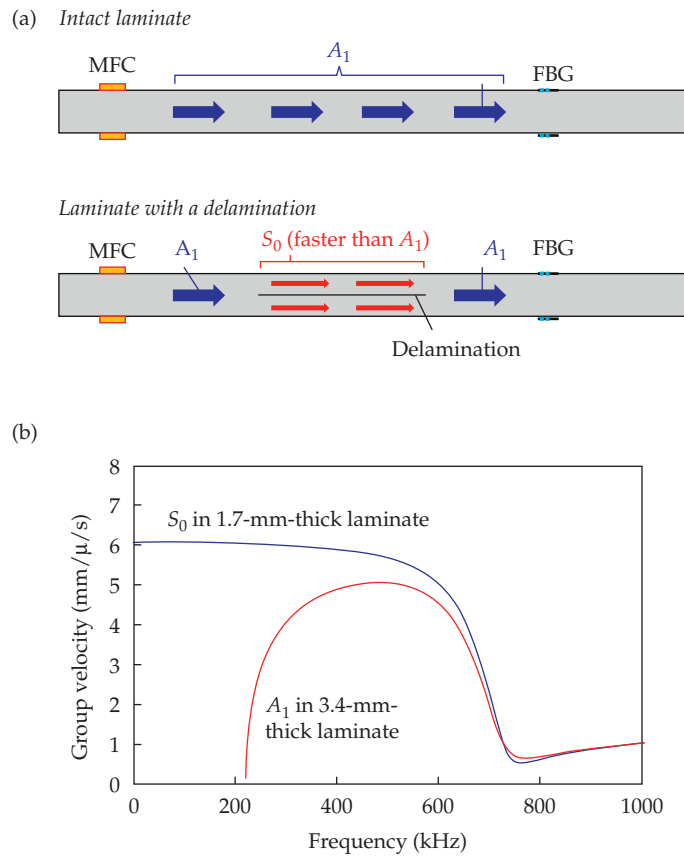 (a) Intact laminate
A₁
MFC
FBG
Laminate with a delamination
S₀ (faster than A₁)
MFC
A₁
A₁
FBG
Delamination
(b)
8
7
6
5
4
3
2
1
0
Group velocity (mm/μ/s)
S₀ in 1.7-mm-thick laminate
A₁ in 3.4-mm-
thick laminate
0 200 400 600 800 1000
Frequency (kHz)